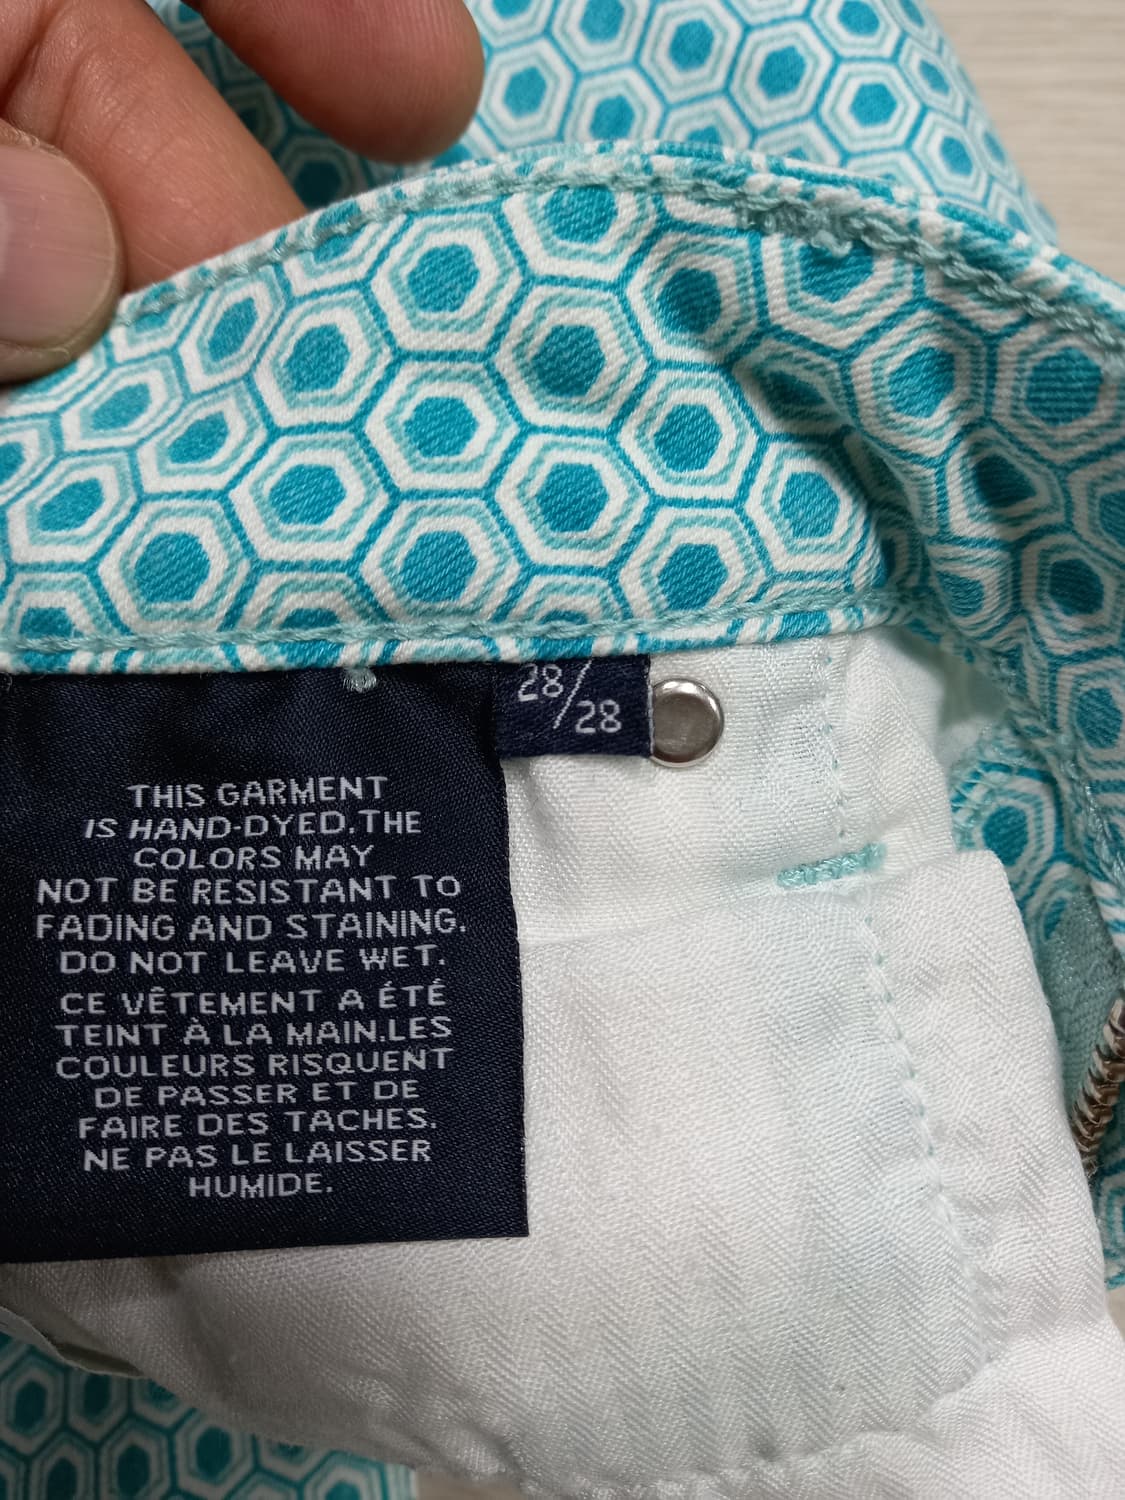 28/28
THIS GARMENT
IS HAND-DYED.THE
COLORS MAY
NOT BE RESISTANT TO
FADING AND STAINING.
DO NOT LEAVE WET.
CE VÊTEMENT A ÉTÉ
TEINT À LA MAIN.LES
COULEURS RISQUENT
DE PASSER ET DE
FAIRE DES TACHES.
NE PAS LE LAISSER
HUMIDE.